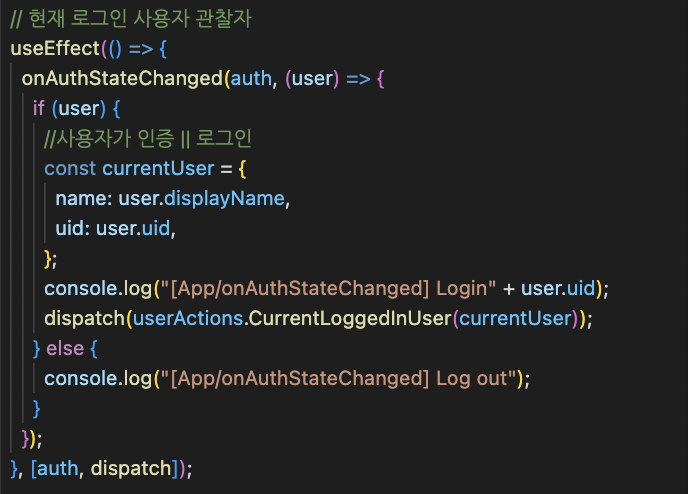 // 현재 로그인 사용자 관찰자
useEffect(() => {
  onAuthStateChanged(auth, (user) => {
    if (user) {
      //사용자가 인증 || 로그인
      const currentUser = {
        name: user.displayName,
        uid: user.uid,
      };
      console.log("[App/onAuthStateChanged] Login" + user.uid);
      dispatch(userActions.CurrentLoggedInUser(currentUser));
    } else {
      console.log("[App/onAuthStateChanged] Log out");
    }
  });
}, [auth, dispatch]);